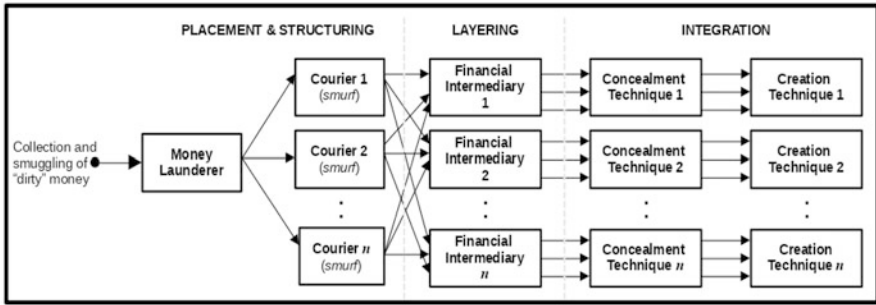 PLACEMENT & STRUCTURING
LAYERING
INTEGRATION
Collection and
smuggling of
"dirty" money
Money
Launderer
Courier 1
(smurf)
Courier 2
(smurf)
:
Courier n
(smurf)
Financial
Intermediary
1
Financial
Intermediary
2
:
Financial
Intermediary
n
Concealment
Technique 1
Concealment
Technique 2
:
Concealment
Technique n
Creation
Technique 1
Creation
Technique 2
:
Creation
Technique n